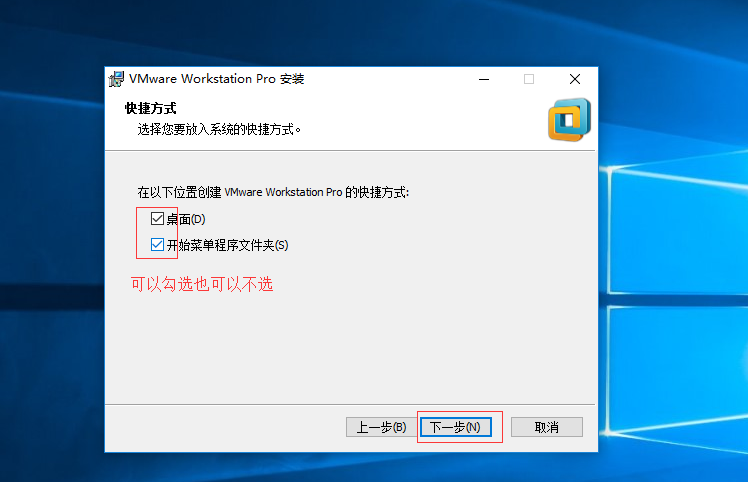 VMware Workstation Pro 安装
快捷方式
选择您要放入系统的快捷方式。
在以下位置创建 VMware Workstation Pro 的快捷方式:
桌面(D)
开始菜单程序文件夹(S)
可以勾选也可以不选
上一步(B) 下一步(N) 取消